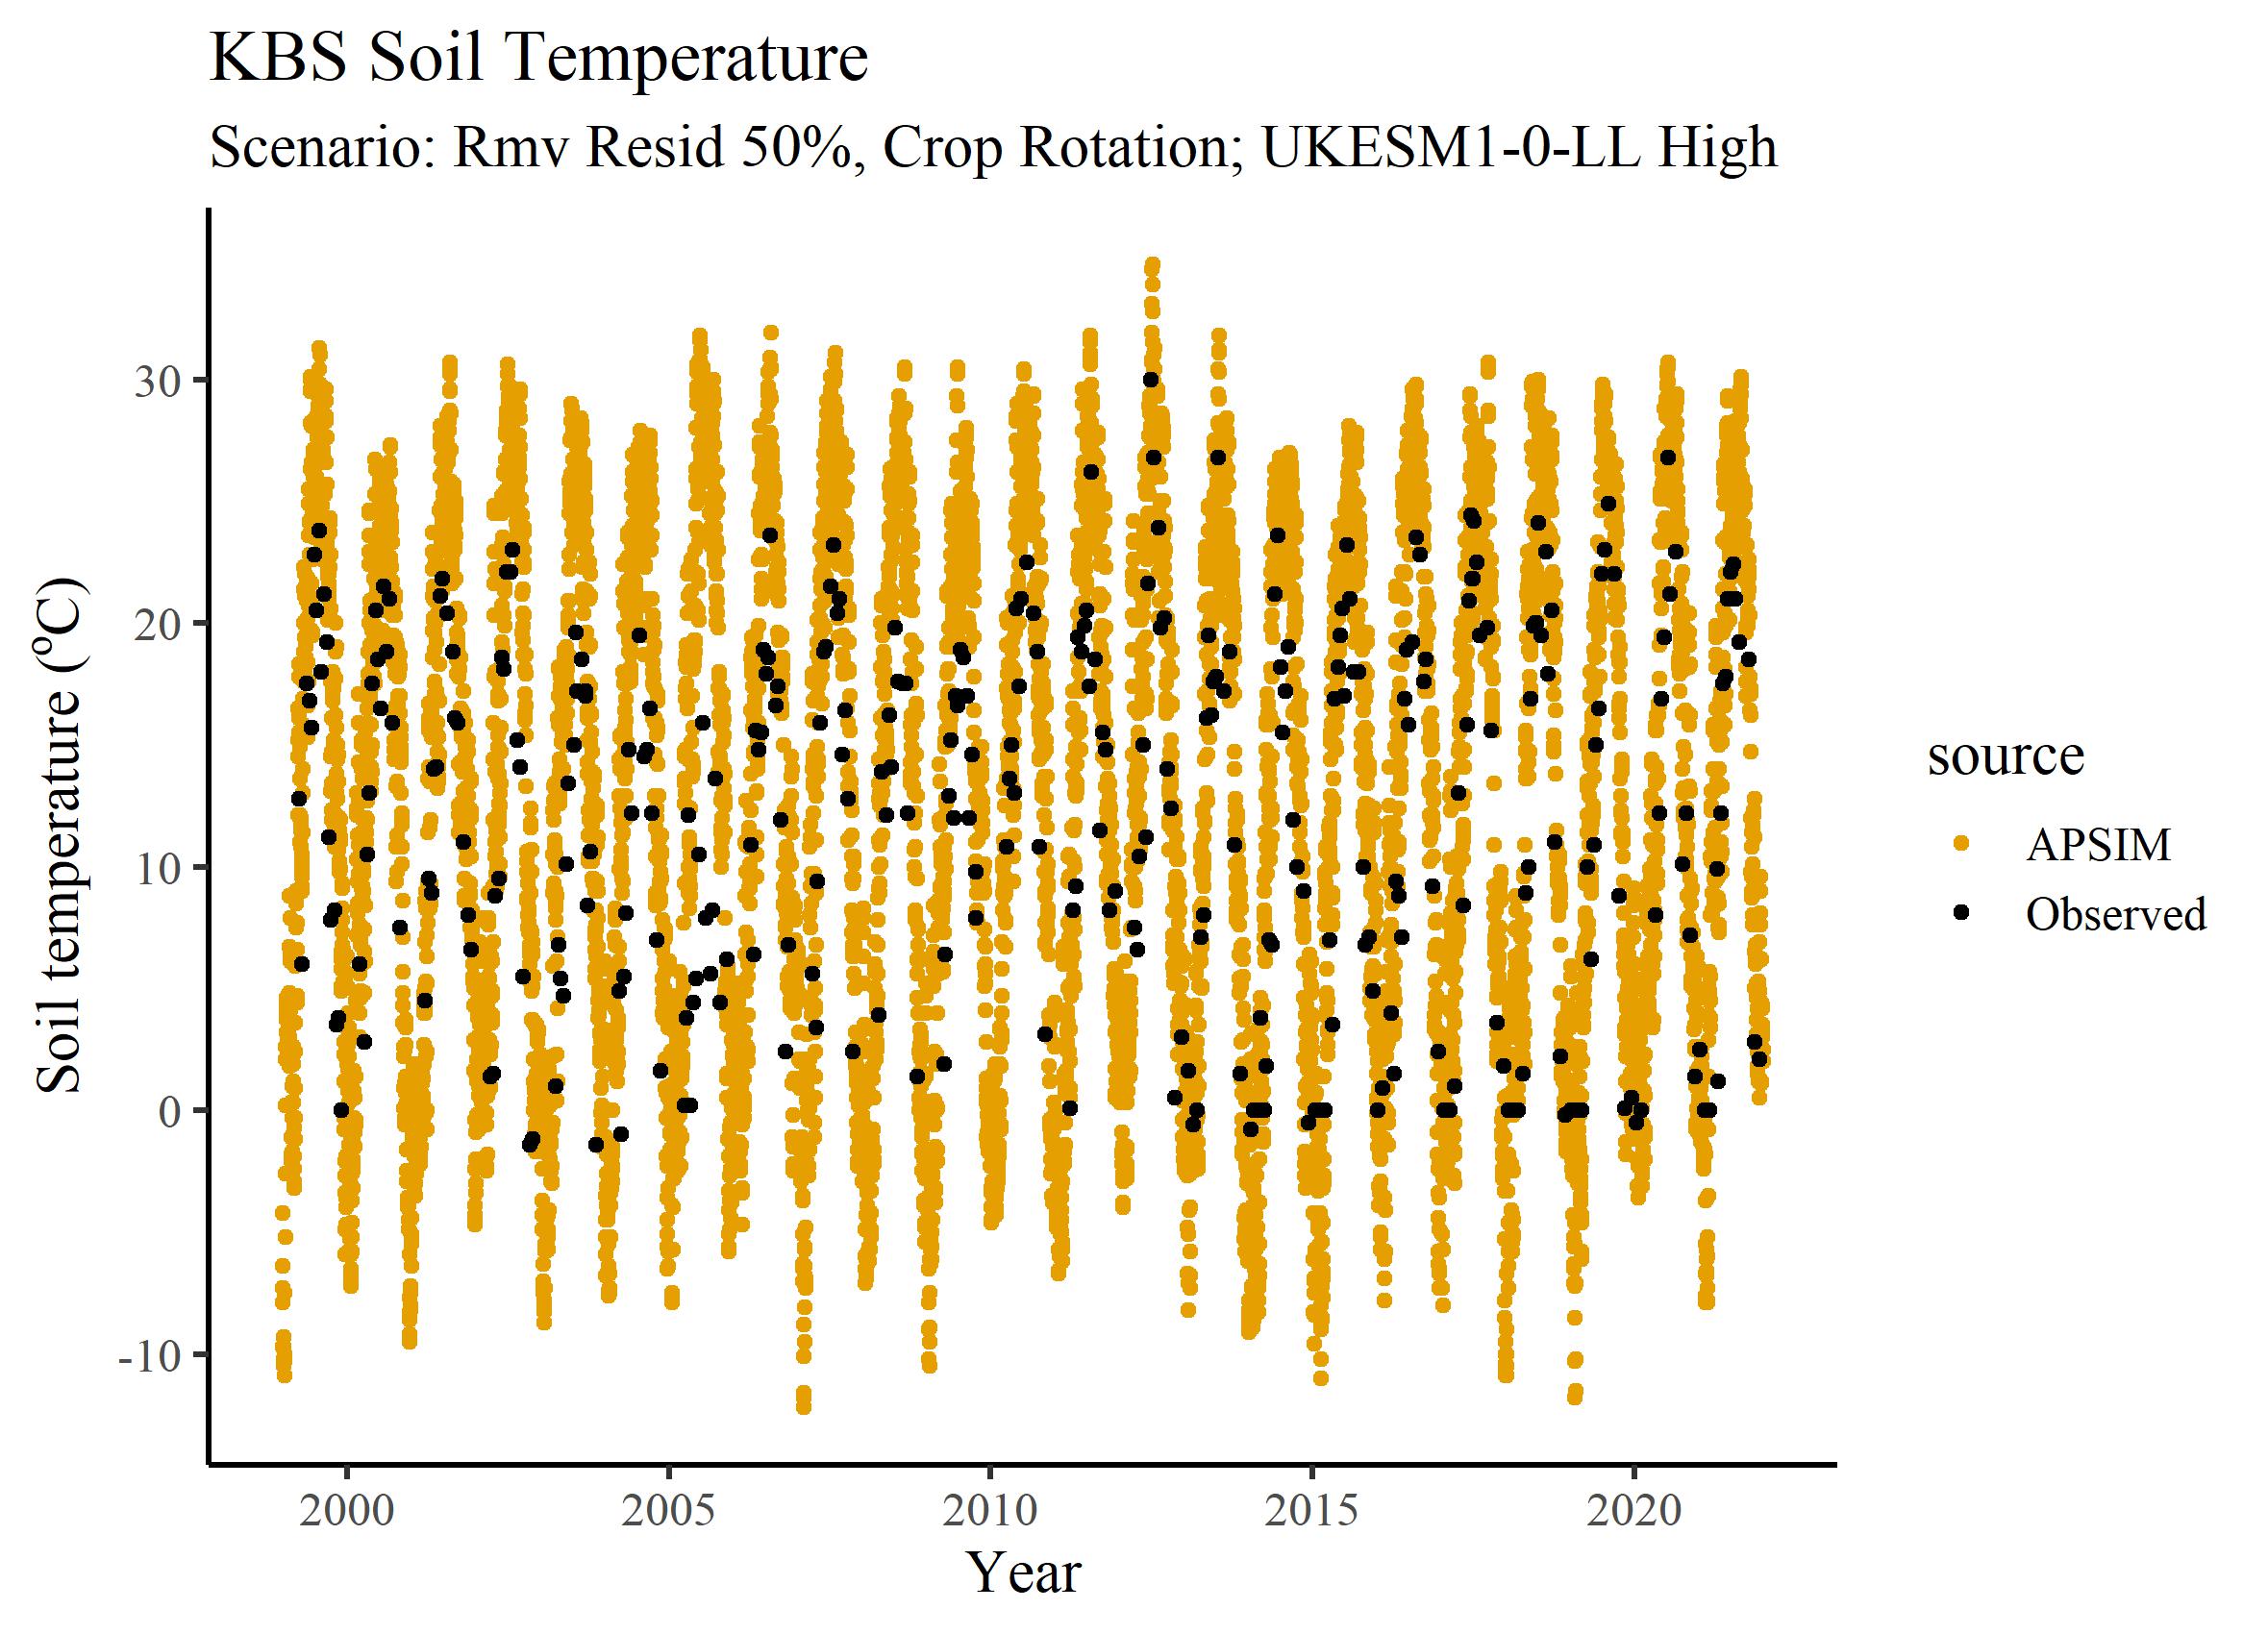 KBS Soil Temperature
Scenario: Rmv Resid 50%, Crop Rotation; UKESM1-0-LL High
Soil temperature (°C)
30
20
10
0
-10
2000
2005
2010
2015
2020
Year
source
APSIM
Observed